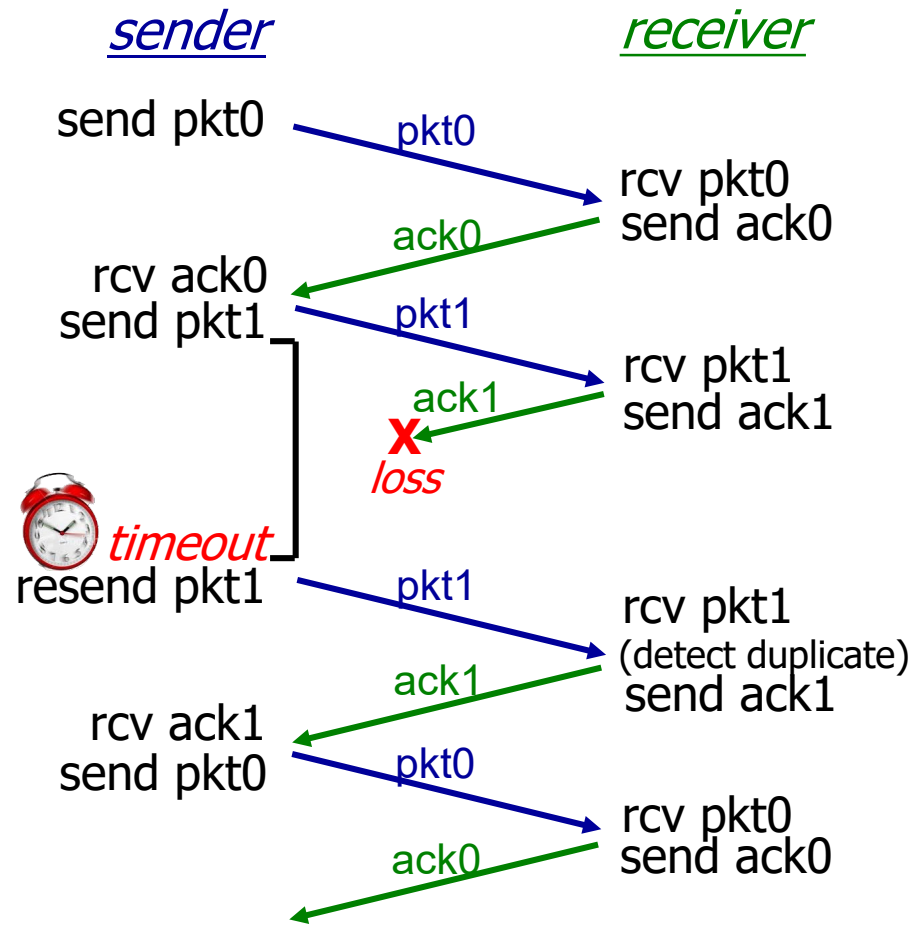 sender
receiver
send pkt0
pkt0
rcv pkt0
send ack0
ack0
rcv ack0
send pkt1
pkt1
rcv pkt1
send ack1
ack1
X
loss
timeout
resend pkt1
pkt1
rcv pkt1
(detect duplicate)
send ack1
ack1
rcv ack1
send pkt0
pkt0
rcv pkt0
send ack0
ack0